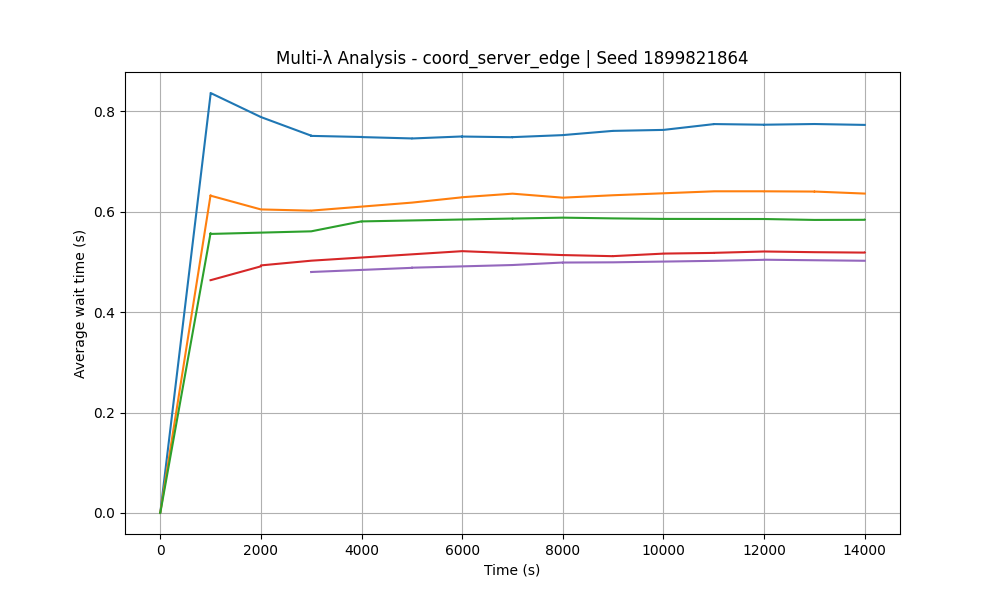 Multi-λ Analysis - coord_server_edge | Seed 1899821864
Average wait time (s)
0.8
0.6
0.4
0.2
0.0
0 2000 4000 6000 8000 10000 12000 14000
Time (s)